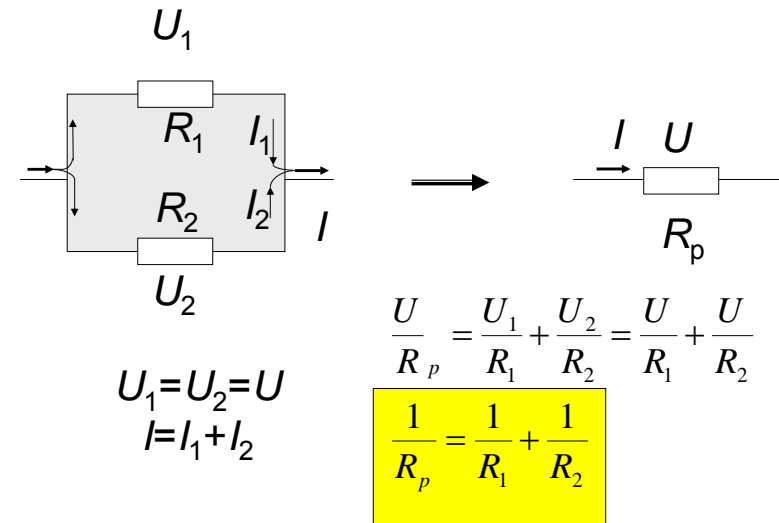 U₁
R₁ I₁
R₂ I₂
I
U₂
I U
Rₚ
U/R ₚ = U₁/R₁ + U₂/R₂ = U/R₁ + U/R₂
U₁=U₂=U
I=I₁+I₂
1/Rₚ = 1/R₁ + 1/R₂